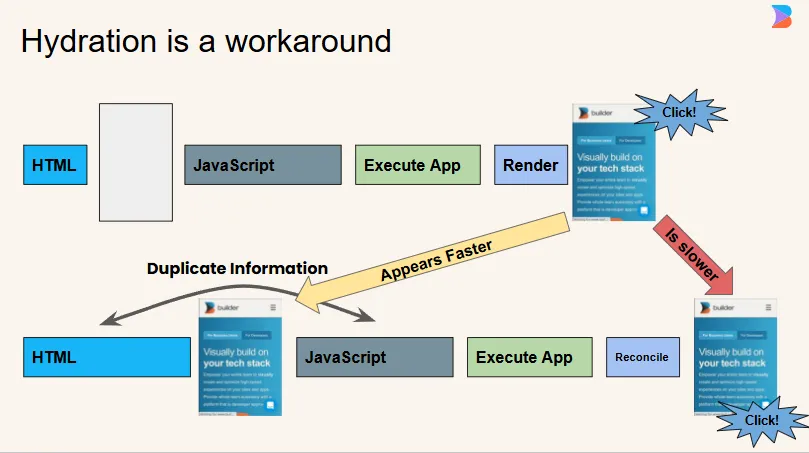 Hydration is a workaround
Click!
builder
HTML
JavaScript
Execute App
Render
Visually build on
your tech stack
Is slower
Appears Faster
Duplicate Information
builder
builder
HTML
Visually build on
your tech stack
JavaScript
Execute App
Reconcile
Visually build on
your tech stack
Click!